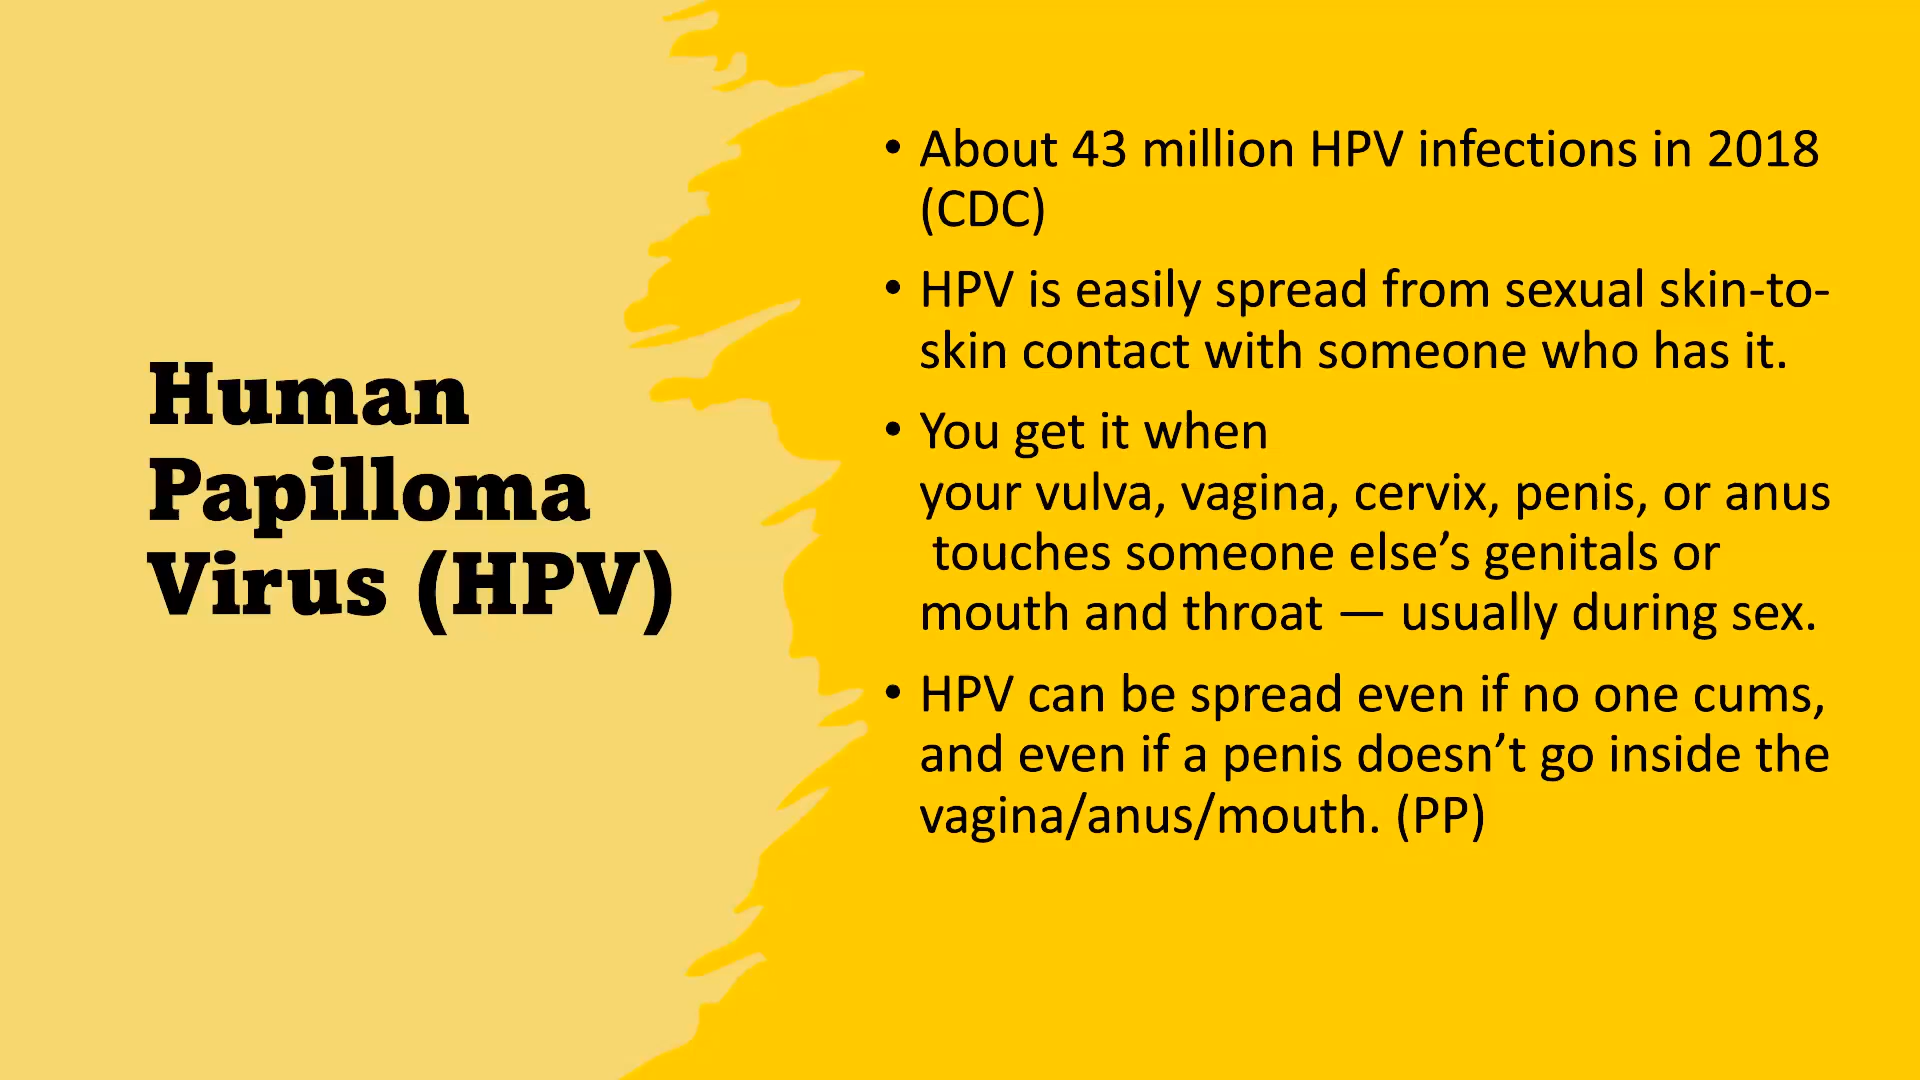 Human
Papilloma
Virus (HPV)
• About 43 million HPV infections in 2018
(CDC)
• HPV is easily spread from sexual skin-to-
skin contact with someone who has it.
• You get it when
your vulva, vagina, cervix, penis, or anus
touches someone else’s genitals or
mouth and throat — usually during sex.
• HPV can be spread even if no one cums,
and even if a penis doesn’t go inside the
vagina/anus/mouth. (PP)